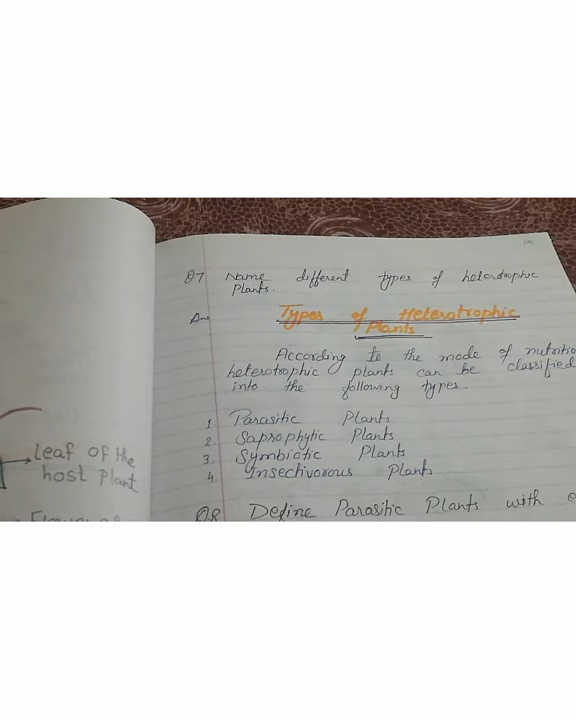 leaf of the
host plant
Q7 Name different types of heterotrophic
plants.
Ans Types of Heterotrophic
Plants
According to the mode of nutrition
heterotrophic plants can be classified
into the following types.
1. Parasitic Plants
2. Saprophytic Plants
3. Symbiotic Plants
4 Insectivorous Plants
Q8 Define Parasitic Plants with